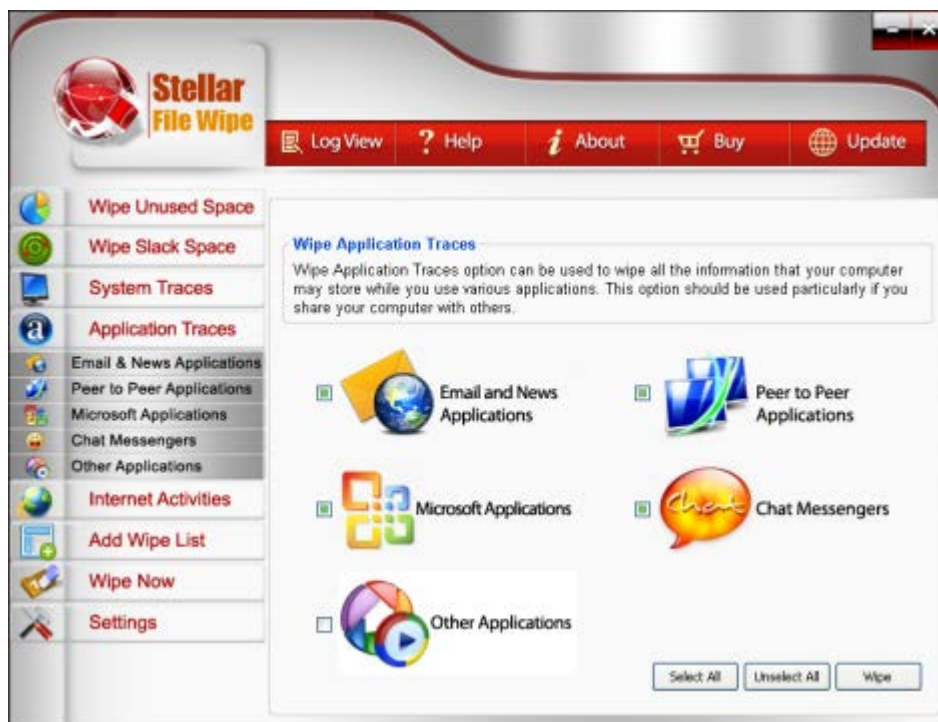 Stellar
File Wipe
Log View
? Help
i About
Buy
Update
Wipe Unused Space
Wipe Slack Space
System Traces
a Application Traces
Email & News Applications
Peer to Peer Applications
Microsoft Applications
Chat Messengers
Other Applications
Internet Activities
Add Wipe List
Wipe Now
Settings
Wipe Application Traces
Wipe Application Traces option can be used to wipe all the information that your computer
may store while you use various applications. This option should be used particularly if you
share your computer with others.
Email and News
Applications
Peer to Peer
Applications
Microsoft Applications
Chat
Chat Messengers
Other Applications
Select All
Unselect All
Wipe